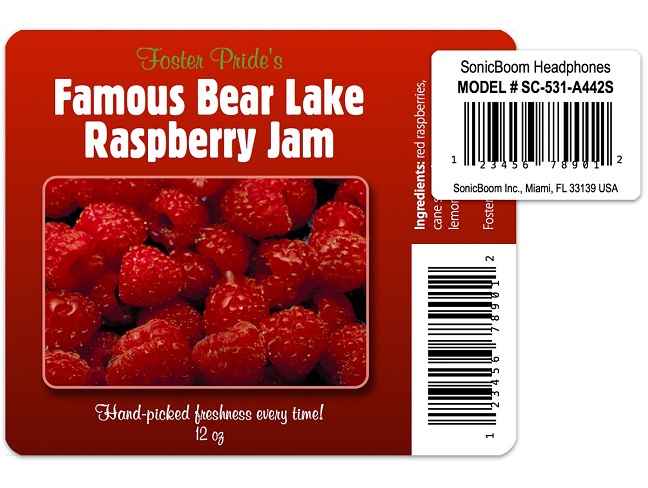 Foster Pride's
Famous Bear Lake
Raspberry Jam
Hand-picked freshness every time!
12 oz
Ingredients: red raspberries,
cane
lemon
Foster
1 23456 78901 2
SonicBoom Headphones
MODEL # SC-531-A442S
1 23456 78901 2
SonicBoom Inc., Miami, FL 33139 USA